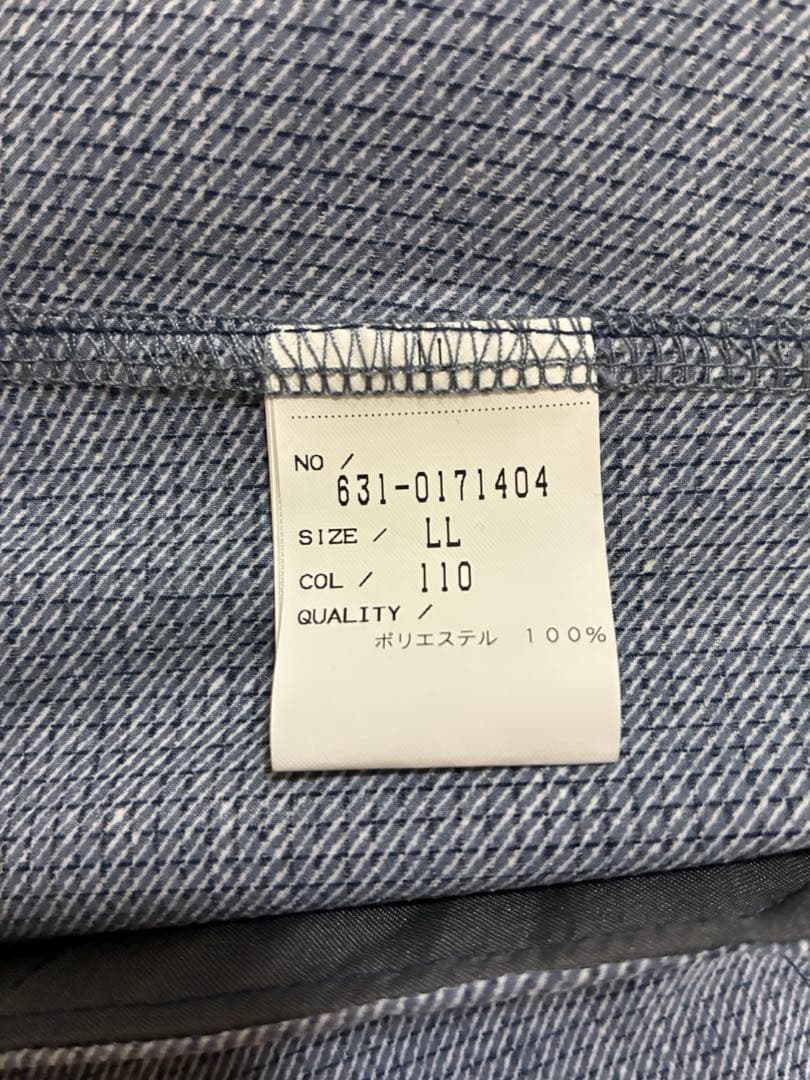 NO /
631-0171404
SIZE / LL
COL / 110
QUALITY /
ポリエステル １００%